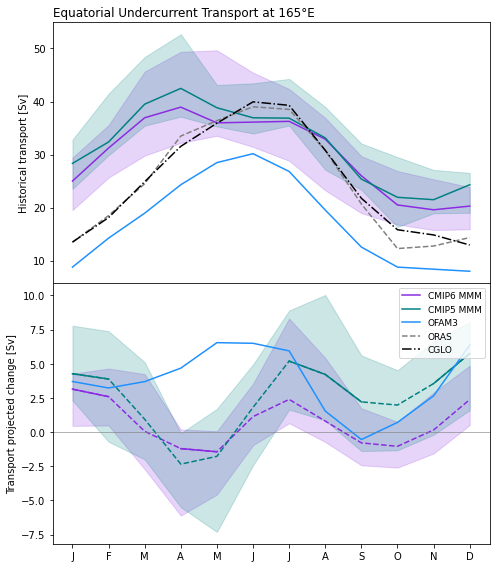 Equatorial Undercurrent Transport at 165°E
Historical transport [Sv]
50
40
30
20
10
Transport projected change [Sv]
10.0
7.5
5.0
2.5
0.0
−2.5
−5.0
−7.5
CMIP6 MMM
CMIP5 MMM
OFAM3
ORAS
CGLO
J F M A M J J A S O N D